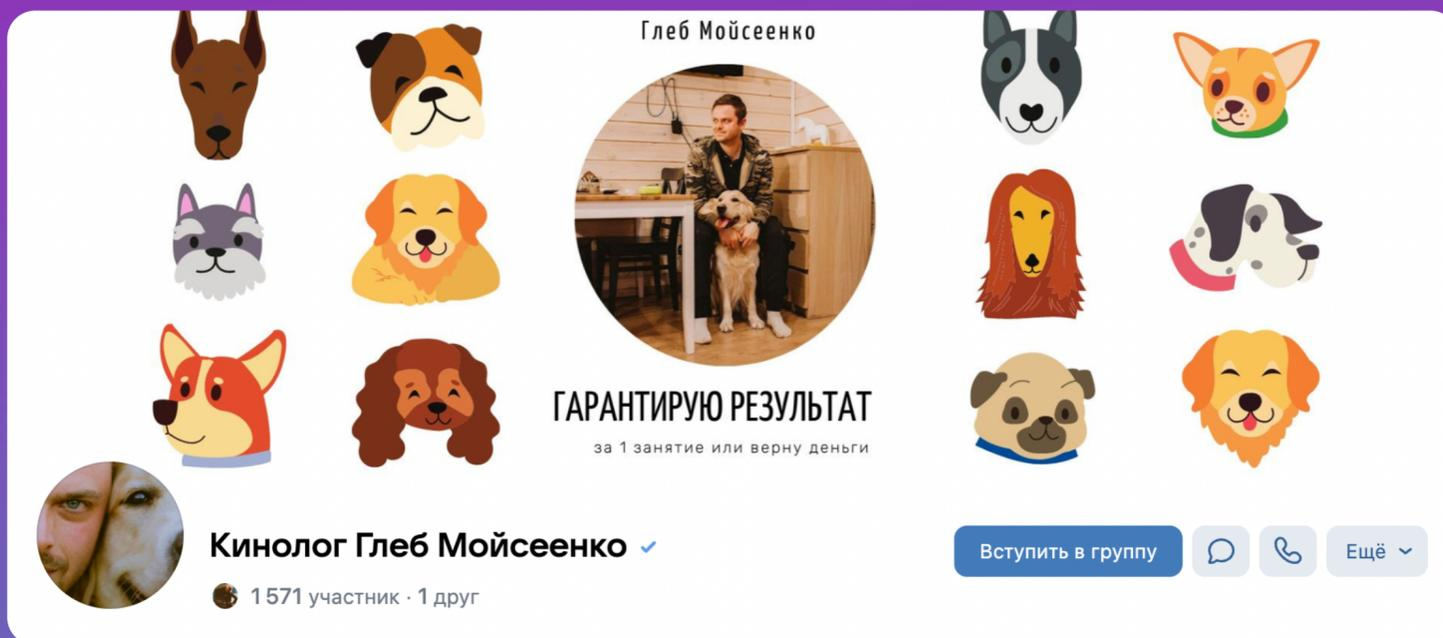 Глеб Мойсеенко
ГАРАНТИРУЮ РЕЗУЛЬТАТ
за 1 занятие или верну деньги
Кинолог Глеб Мойсеенко
1 571 участник · 1 друг
Вступить в группу
Ещё